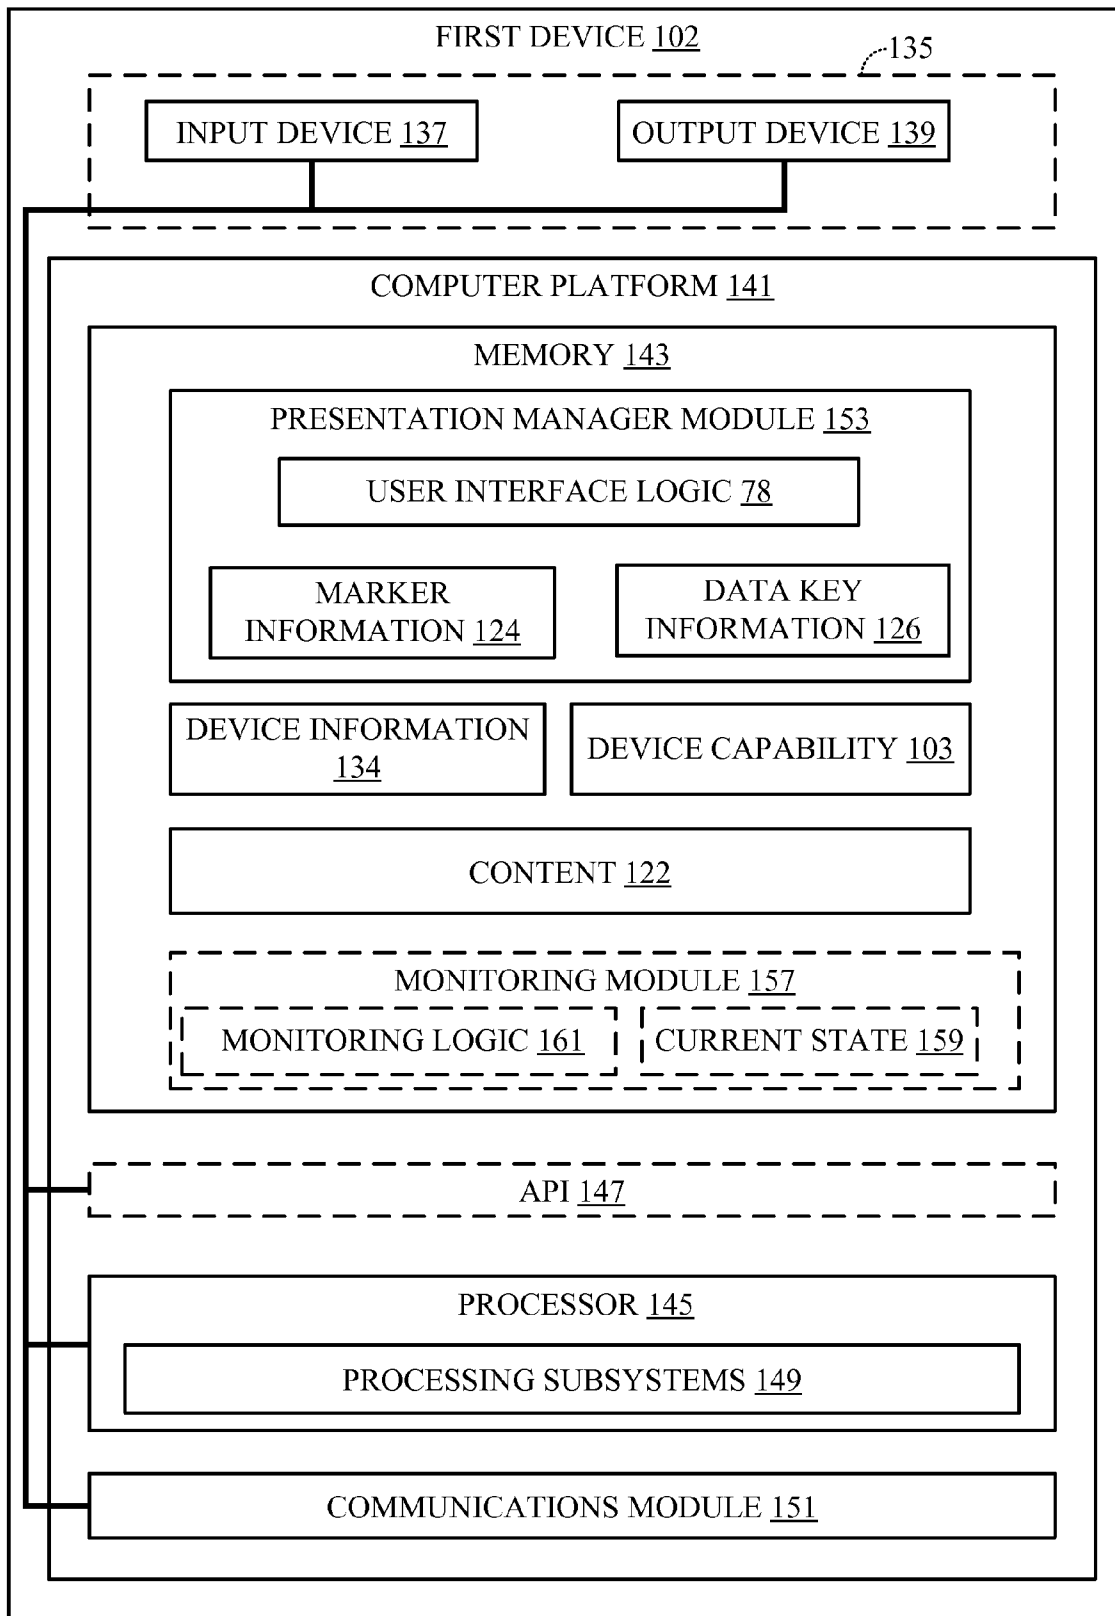 FIRST DEVICE 102
135
INPUT DEVICE 137
OUTPUT DEVICE 139
COMPUTER PLATFORM 141
MEMORY 143
PRESENTATION MANAGER MODULE 153
USER INTERFACE LOGIC 78
MARKER
INFORMATION 124
DATA KEY
INFORMATION 126
DEVICE INFORMATION
134
DEVICE CAPABILITY 103
CONTENT 122
MONITORING MODULE 157
MONITORING LOGIC 161
CURRENT STATE 159
API 147
PROCESSOR 145
PROCESSING SUBSYSTEMS 149
COMMUNICATIONS MODULE 151